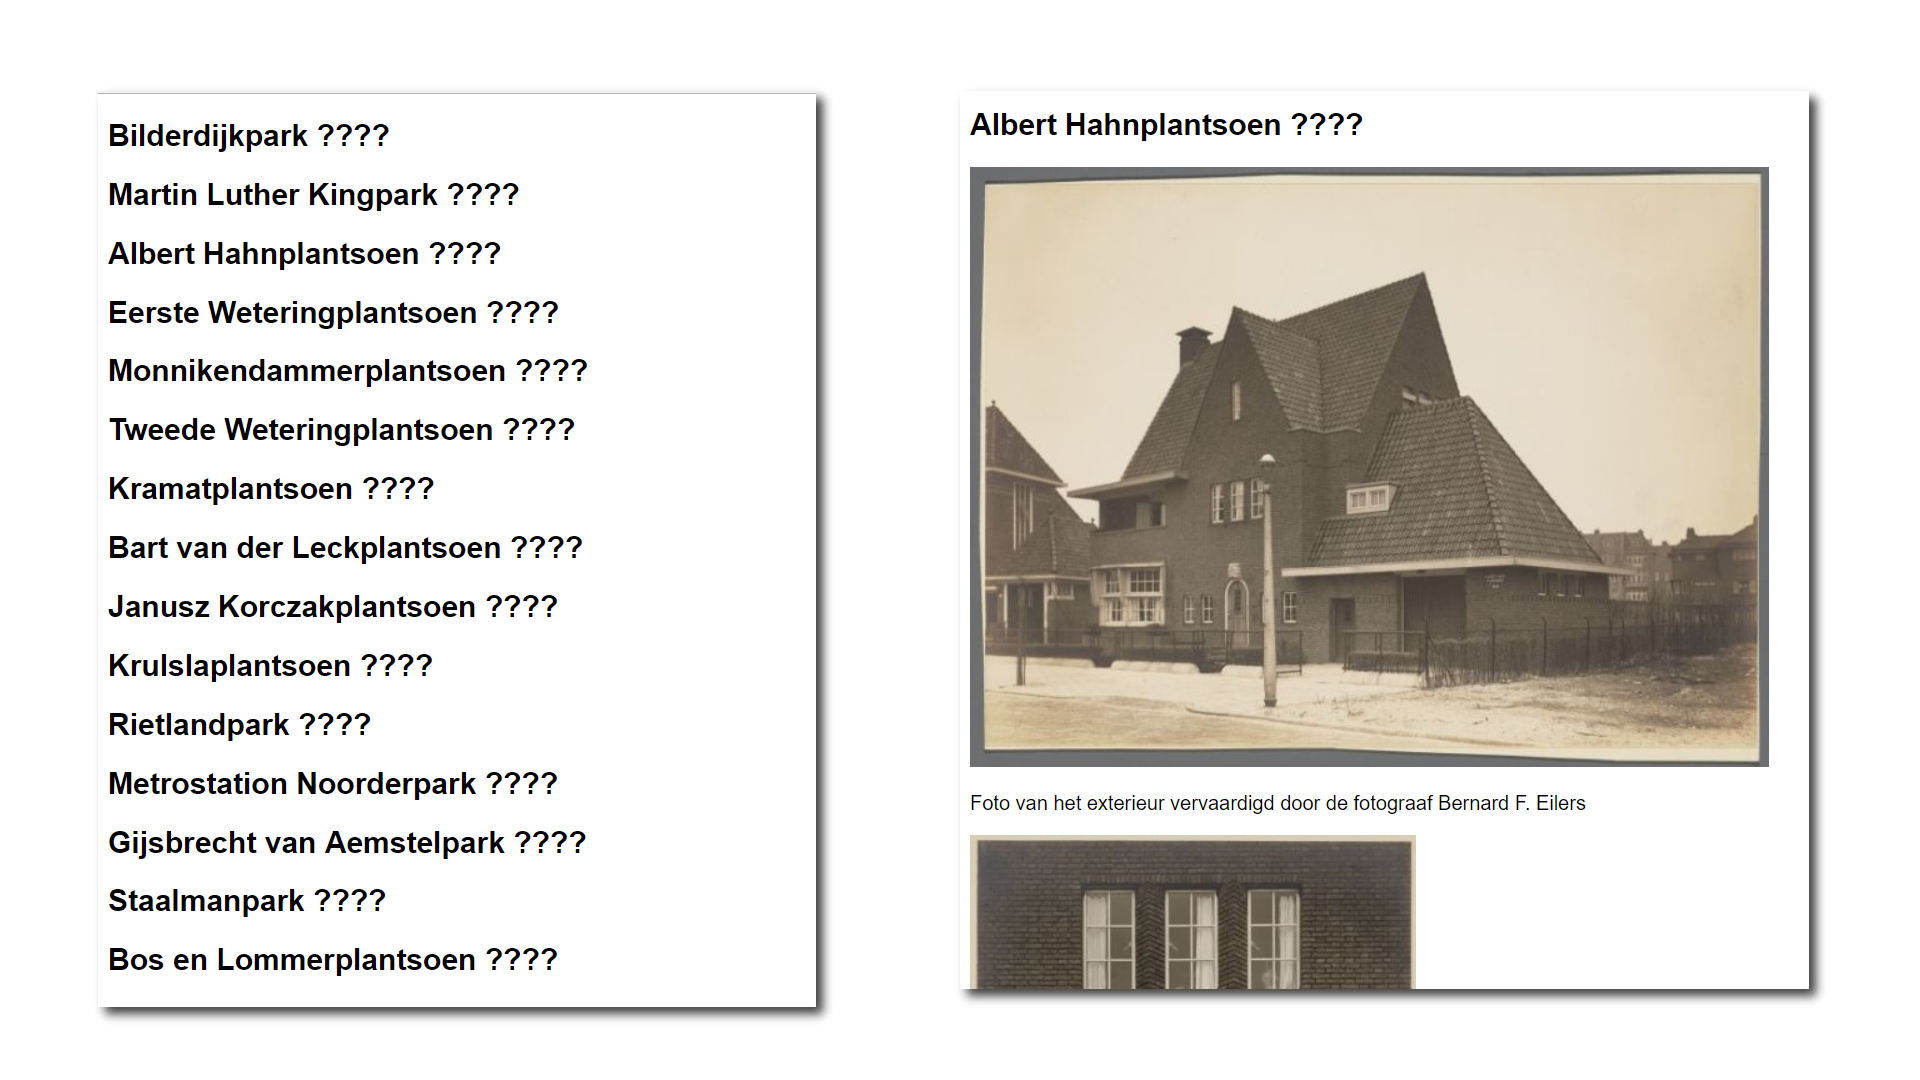 Bilderdijkpark ????
Martin Luther Kingpark ????
Albert Hahnplantsoen ????
Eerste Weteringplantsoen ????
Monnikendammerplantsoen ????
Tweede Weteringplantsoen ????
Kramatplantsoen ????
Bart van der Leckplantsoen ????
Janusz Korczakplantsoen ????
Krulslaplantsoen ????
Rietlandpark ????
Metrostation Noorderpark ????
Gijsbrecht van Aemstelpark ????
Staalmanpark ????
Bos en Lommerplantsoen ????
Albert Hahnplantsoen ????
Foto van het exterieur vervaardigd door de fotograaf Bernard F. Eilers